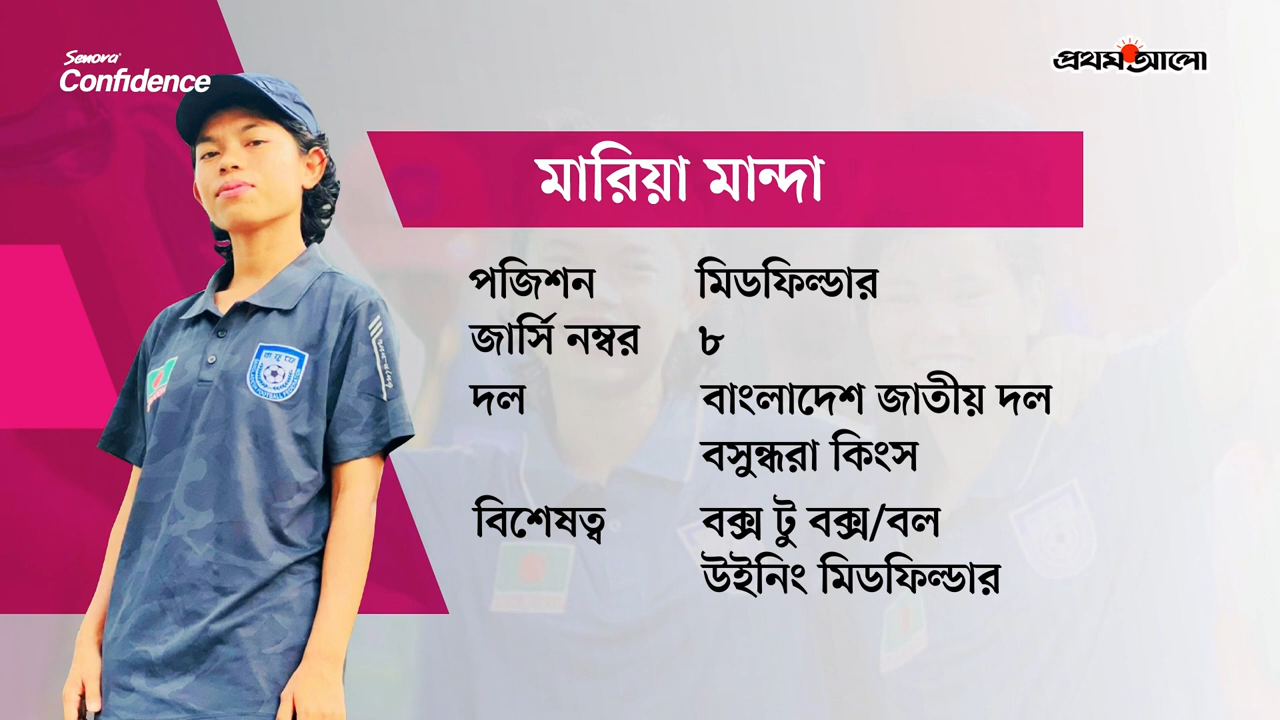 Senora
Confidence
প্রথম আলো
মারিয়া মান্দা
পজিশন মিডফিল্ডার
জার্সি নম্বর ৮
দল বাংলাদেশ জাতীয় দল
বসুন্ধরা কিংস
বিশেষত্ব বক্স টু বক্স/বল
উইনিং মিডফিল্ডার
বাফুফে